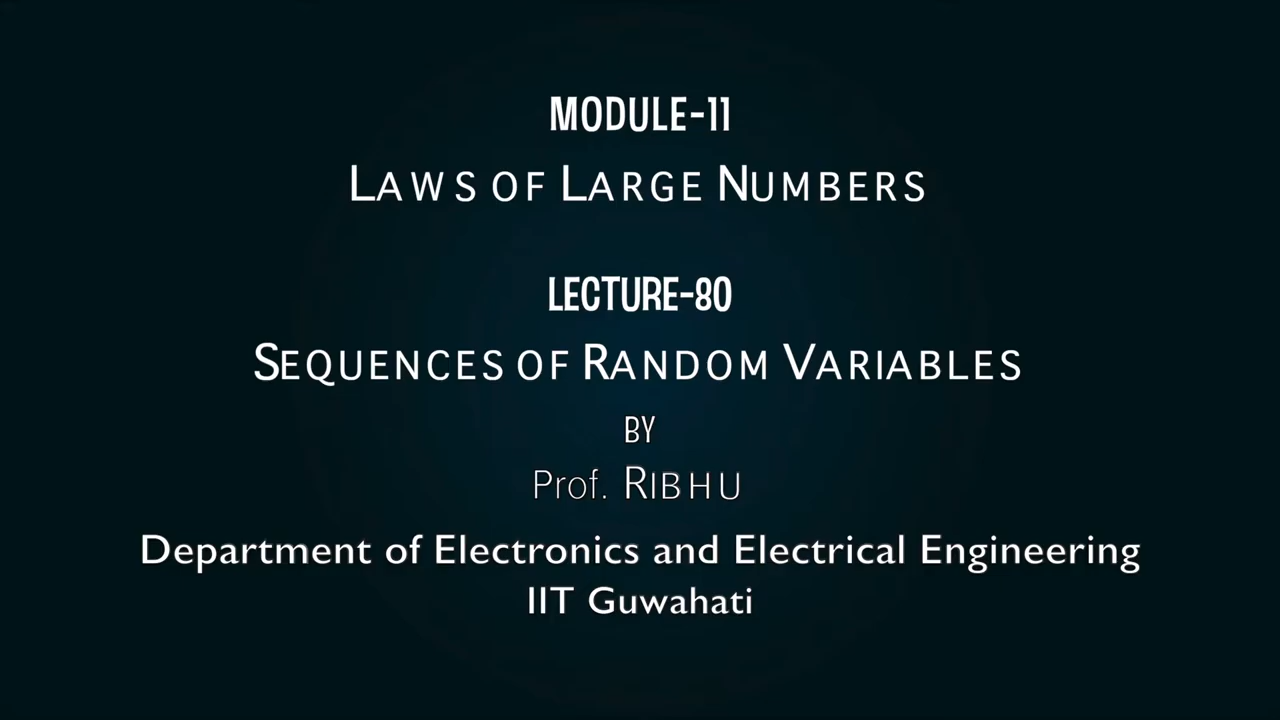 MODULE-11
LAWS OF LARGE NUMBERS
LECTURE-80
SEQUENCES OF RANDOM VARIABLES
BY
Prof. RIBHU
Department of Electronics and Electrical Engineering
IIT Guwahati